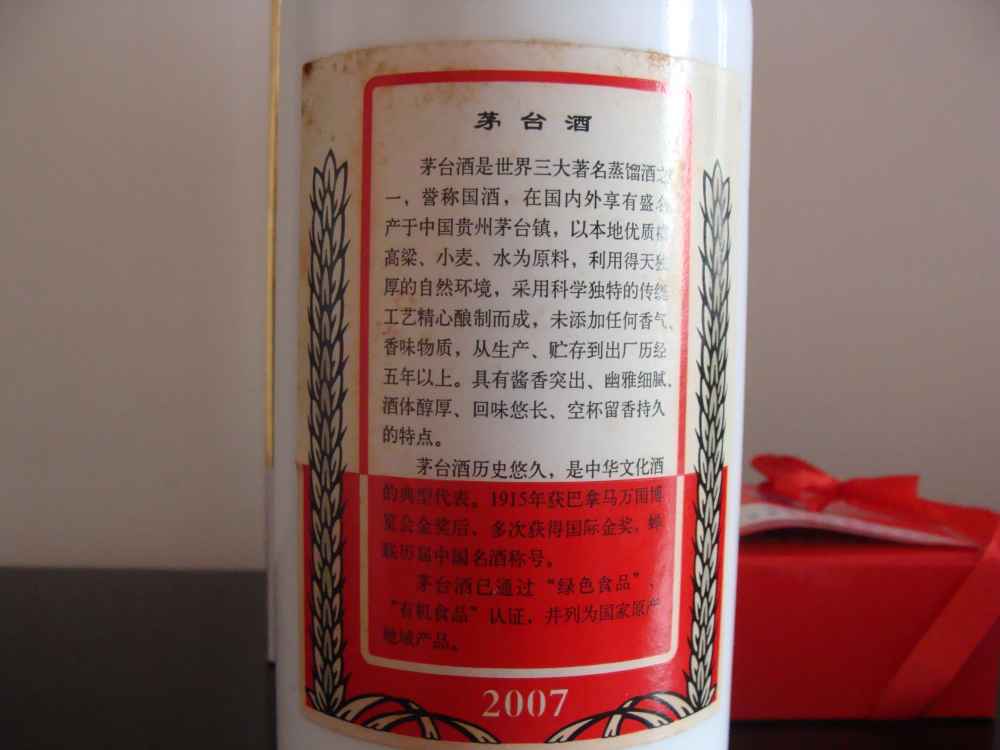 茅台酒
茅台酒是世界三大著名蒸馏酒之
一，誉称国酒，在国内外享有盛名
产于中国贵州茅台镇，以本地优质
高粱、小麦、水为原料，利用得天独
厚的自然环境，采用科学独特的传统
工艺精心酿制而成，未添加任何香气、
香味物质，从生产、贮存到出厂历经
五年以上。具有酱香突出、幽雅细腻、
酒体醇厚、回味悠长、空杯留香持久
的特点。
茅台酒历史悠久，是中华文化酒
的典型代表。1915年获巴拿马万国博
览会金奖后、多次获得国际金奖，蝉
联历届中国名酒称号。
茅台酒已通过“绿色食品”、
“有机食品”认证，并列为国家原产
地域产品。
2007